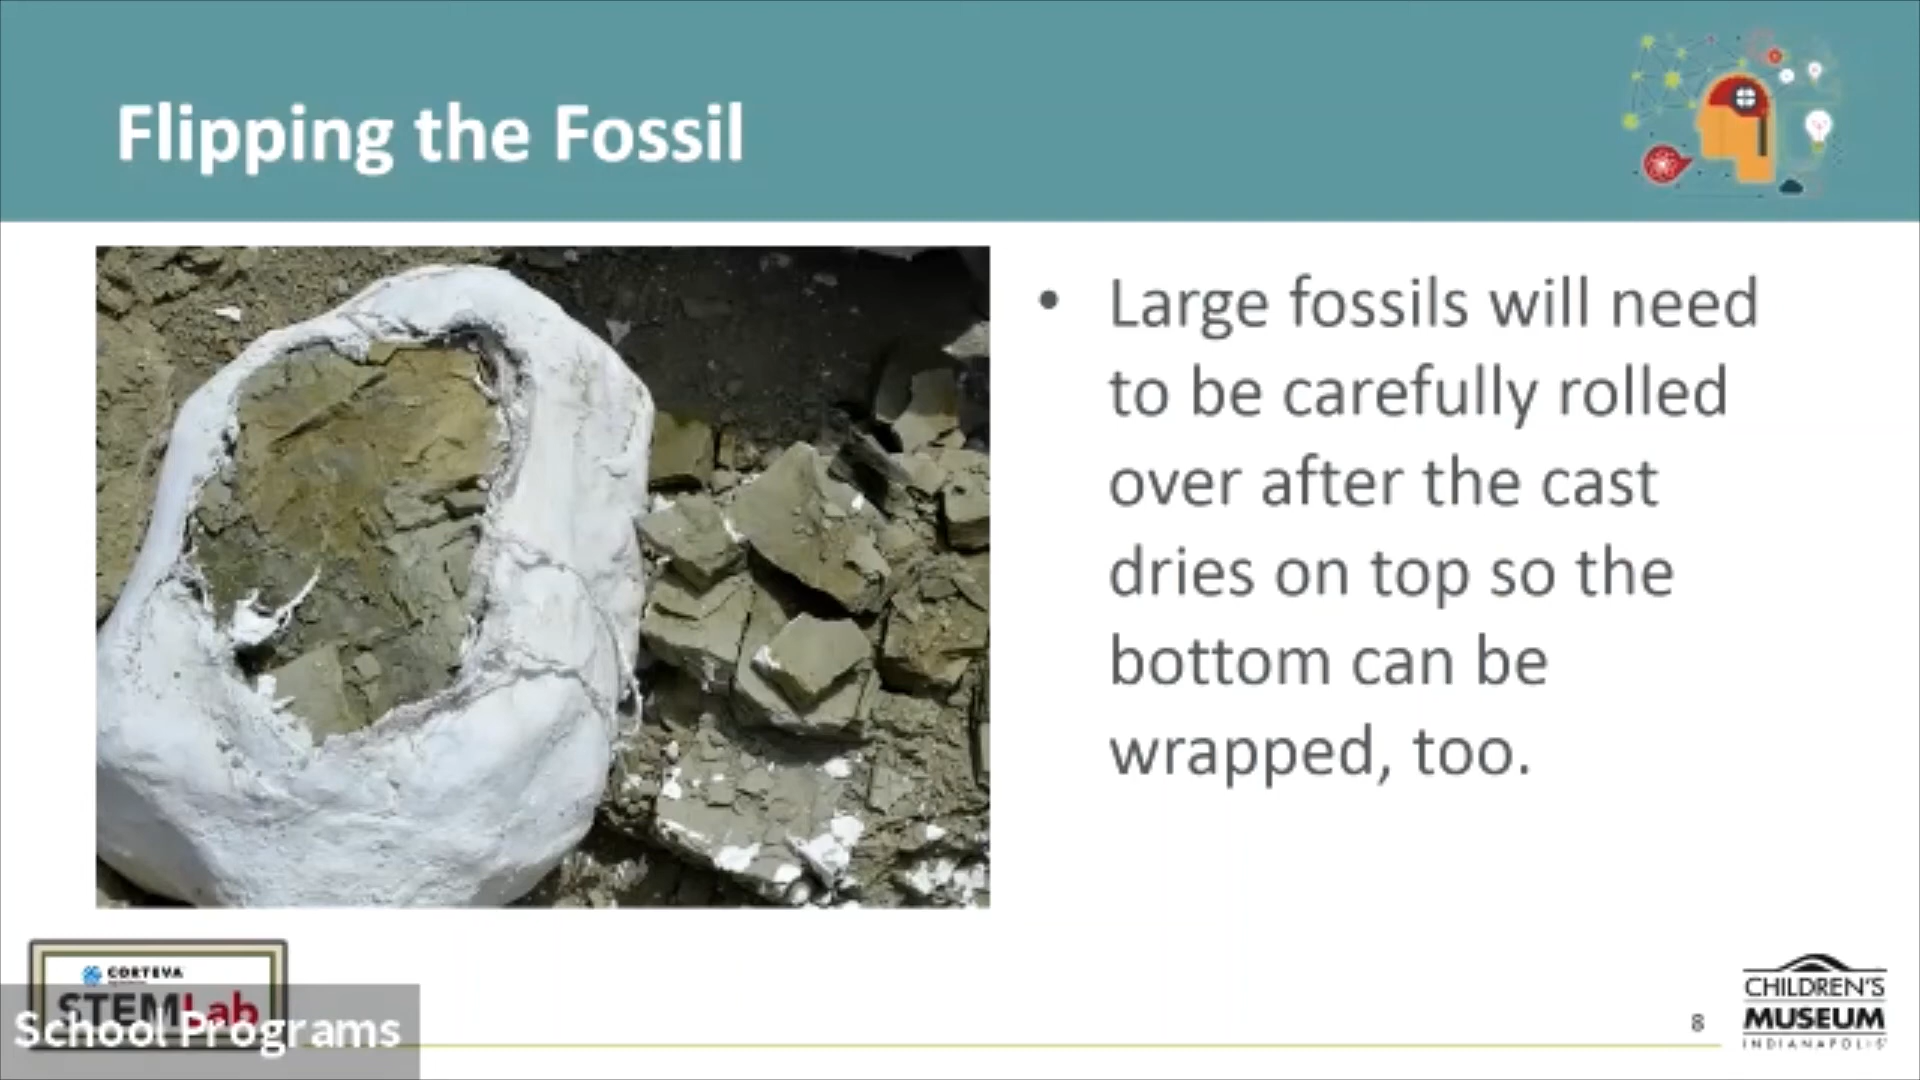 Flipping the Fossil
• Large fossils will need
to be carefully rolled
over after the cast
dries on top so the
bottom can be
wrapped, too.
CORTEVA
STEMLab
School Programs
8
CHILDREN'S
MUSEUM
INDIANAPOLIS